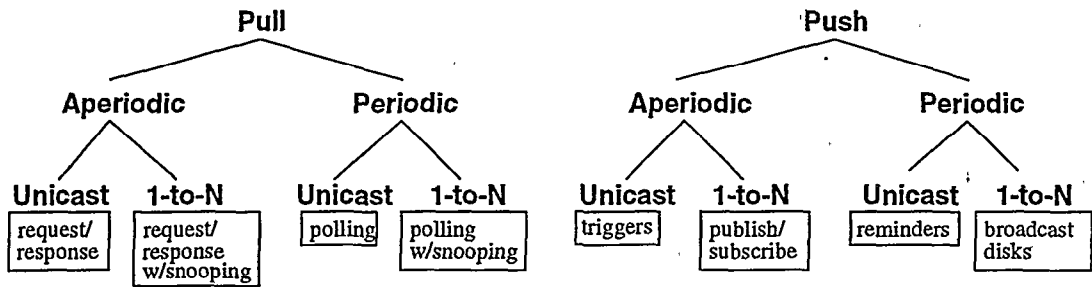 Pull Push
Aperiodic Periodic Aperiodic Periodic
Unicast 1-to-N Unicast 1-to-N Unicast 1-to-N Unicast 1-to-N
request/ request/ polling polling triggers publish/ reminders broadcast
response response w/snooping subscribe disks
w/snooping